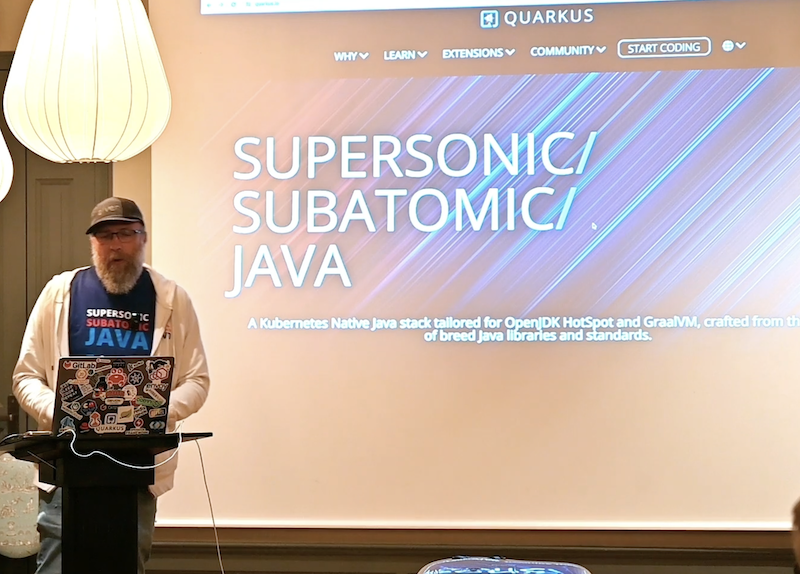 QUARKUS
WHY LEARN EXTENSIONS COMMUNITY START CODING
SUPERSONIC/
SUBATOMIC/
JAVA
A Kubernetes Native Java stack tailored for OpenJDK HotSpot and GraalVM, crafted from th
of breed Java libraries and standards.
SUPERSONIC
SUBATOMIC
JAVA
GitLab
QUARKUS